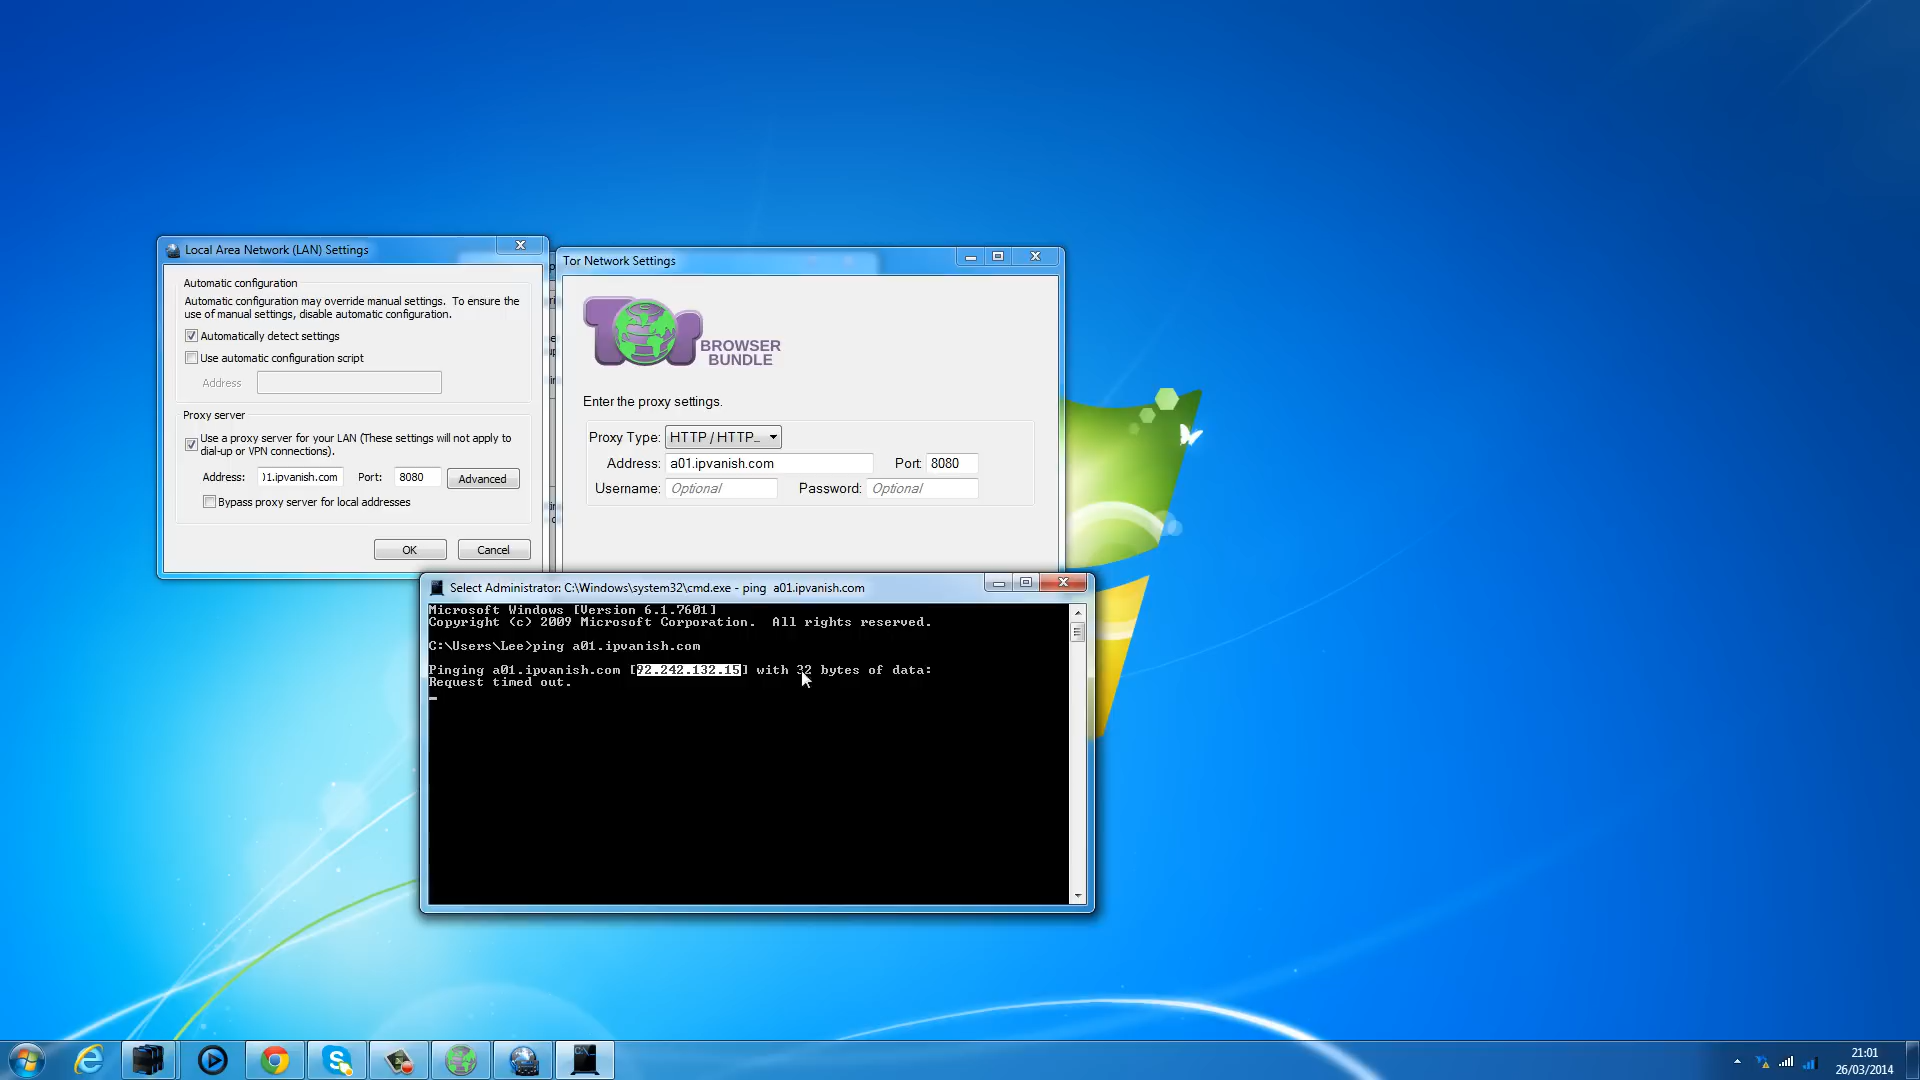 Local Area Network (LAN) Settings
Automatic configuration
Automatic configuration may override manual settings. To ensure the
use of manual settings, disable automatic configuration.
Automatically detect settings
Use automatic configuration script
Address
Proxy server
Use a proxy server for your LAN (These settings will not apply to
dial-up or VPN connections).
Address: 1.ipvanish.com Port: 8080 Advanced
Bypass proxy server for local addresses
OK Cancel
Tor Network Settings
Tor BROWSER
BUNDLE
Enter the proxy settings.
Proxy Type: HTTP / HTTP...
Address: a01.ipvanish.com Port: 8080
Username: Optional Password: Optional
Select Administrator: C:\Windows\system32\cmd.exe - ping a01.ipvanish.com
Microsoft Windows [Version 6.1.7601]
Copyright (c) 2009 Microsoft Corporation. All rights reserved.
C:\Users\Lee>ping a01.ipvanish.com
Pinging a01.ipvanish.com [92.242.132.15] with 32 bytes of data:
Request timed out.
21:01
26/03/2014